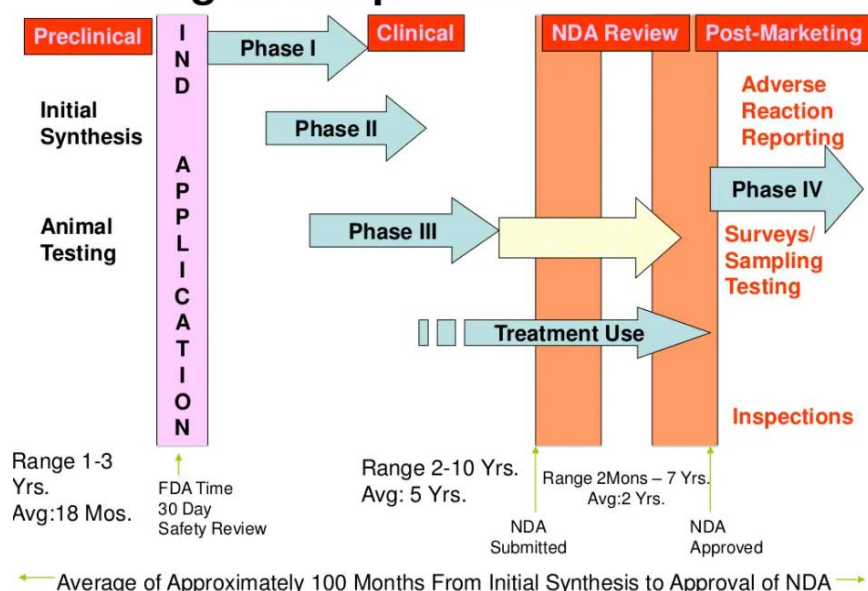 Preclinical
IND APPLICATION
Phase I
Clinical
NDA Review
Post-Marketing
Initial
Synthesis
Phase II
Adverse
Reaction
Reporting
Animal
Testing
Phase III
Phase IV
Surveys/
Sampling
Testing
Treatment Use
Inspections
Range 1-3
Yrs.
Avg:18 Mos.
FDA Time
30 Day
Safety Review
Range 2-10 Yrs.
Avg: 5 Yrs.
Range 2Mons – 7 Yrs.
Avg:2 Yrs.
NDA
Submitted
NDA
Approved
Average of Approximately 100 Months From Initial Synthesis to Approval of NDA